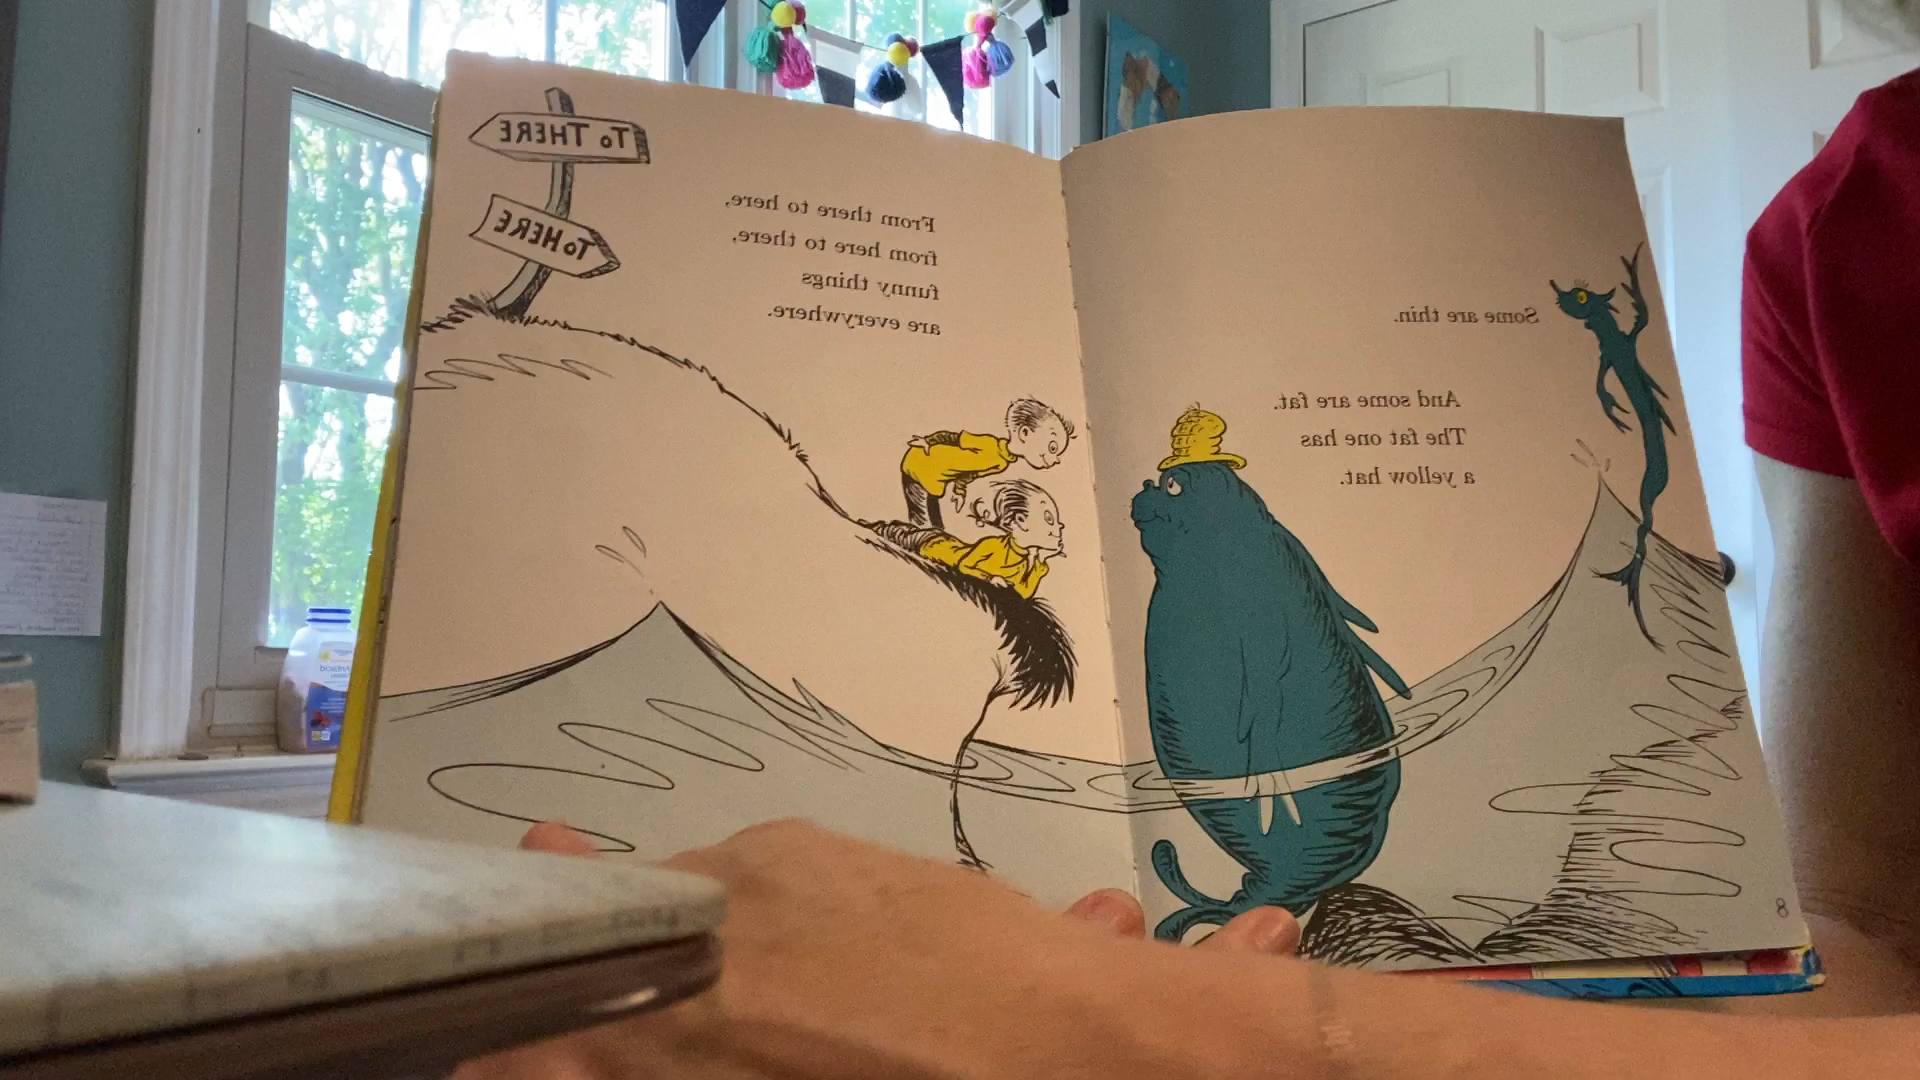 Some are thin.
And some are fat.
The fat one has
a yellow hat.
8
To THERE
To HERE
From there to here,
from here to there,
funny things
are everywhere.